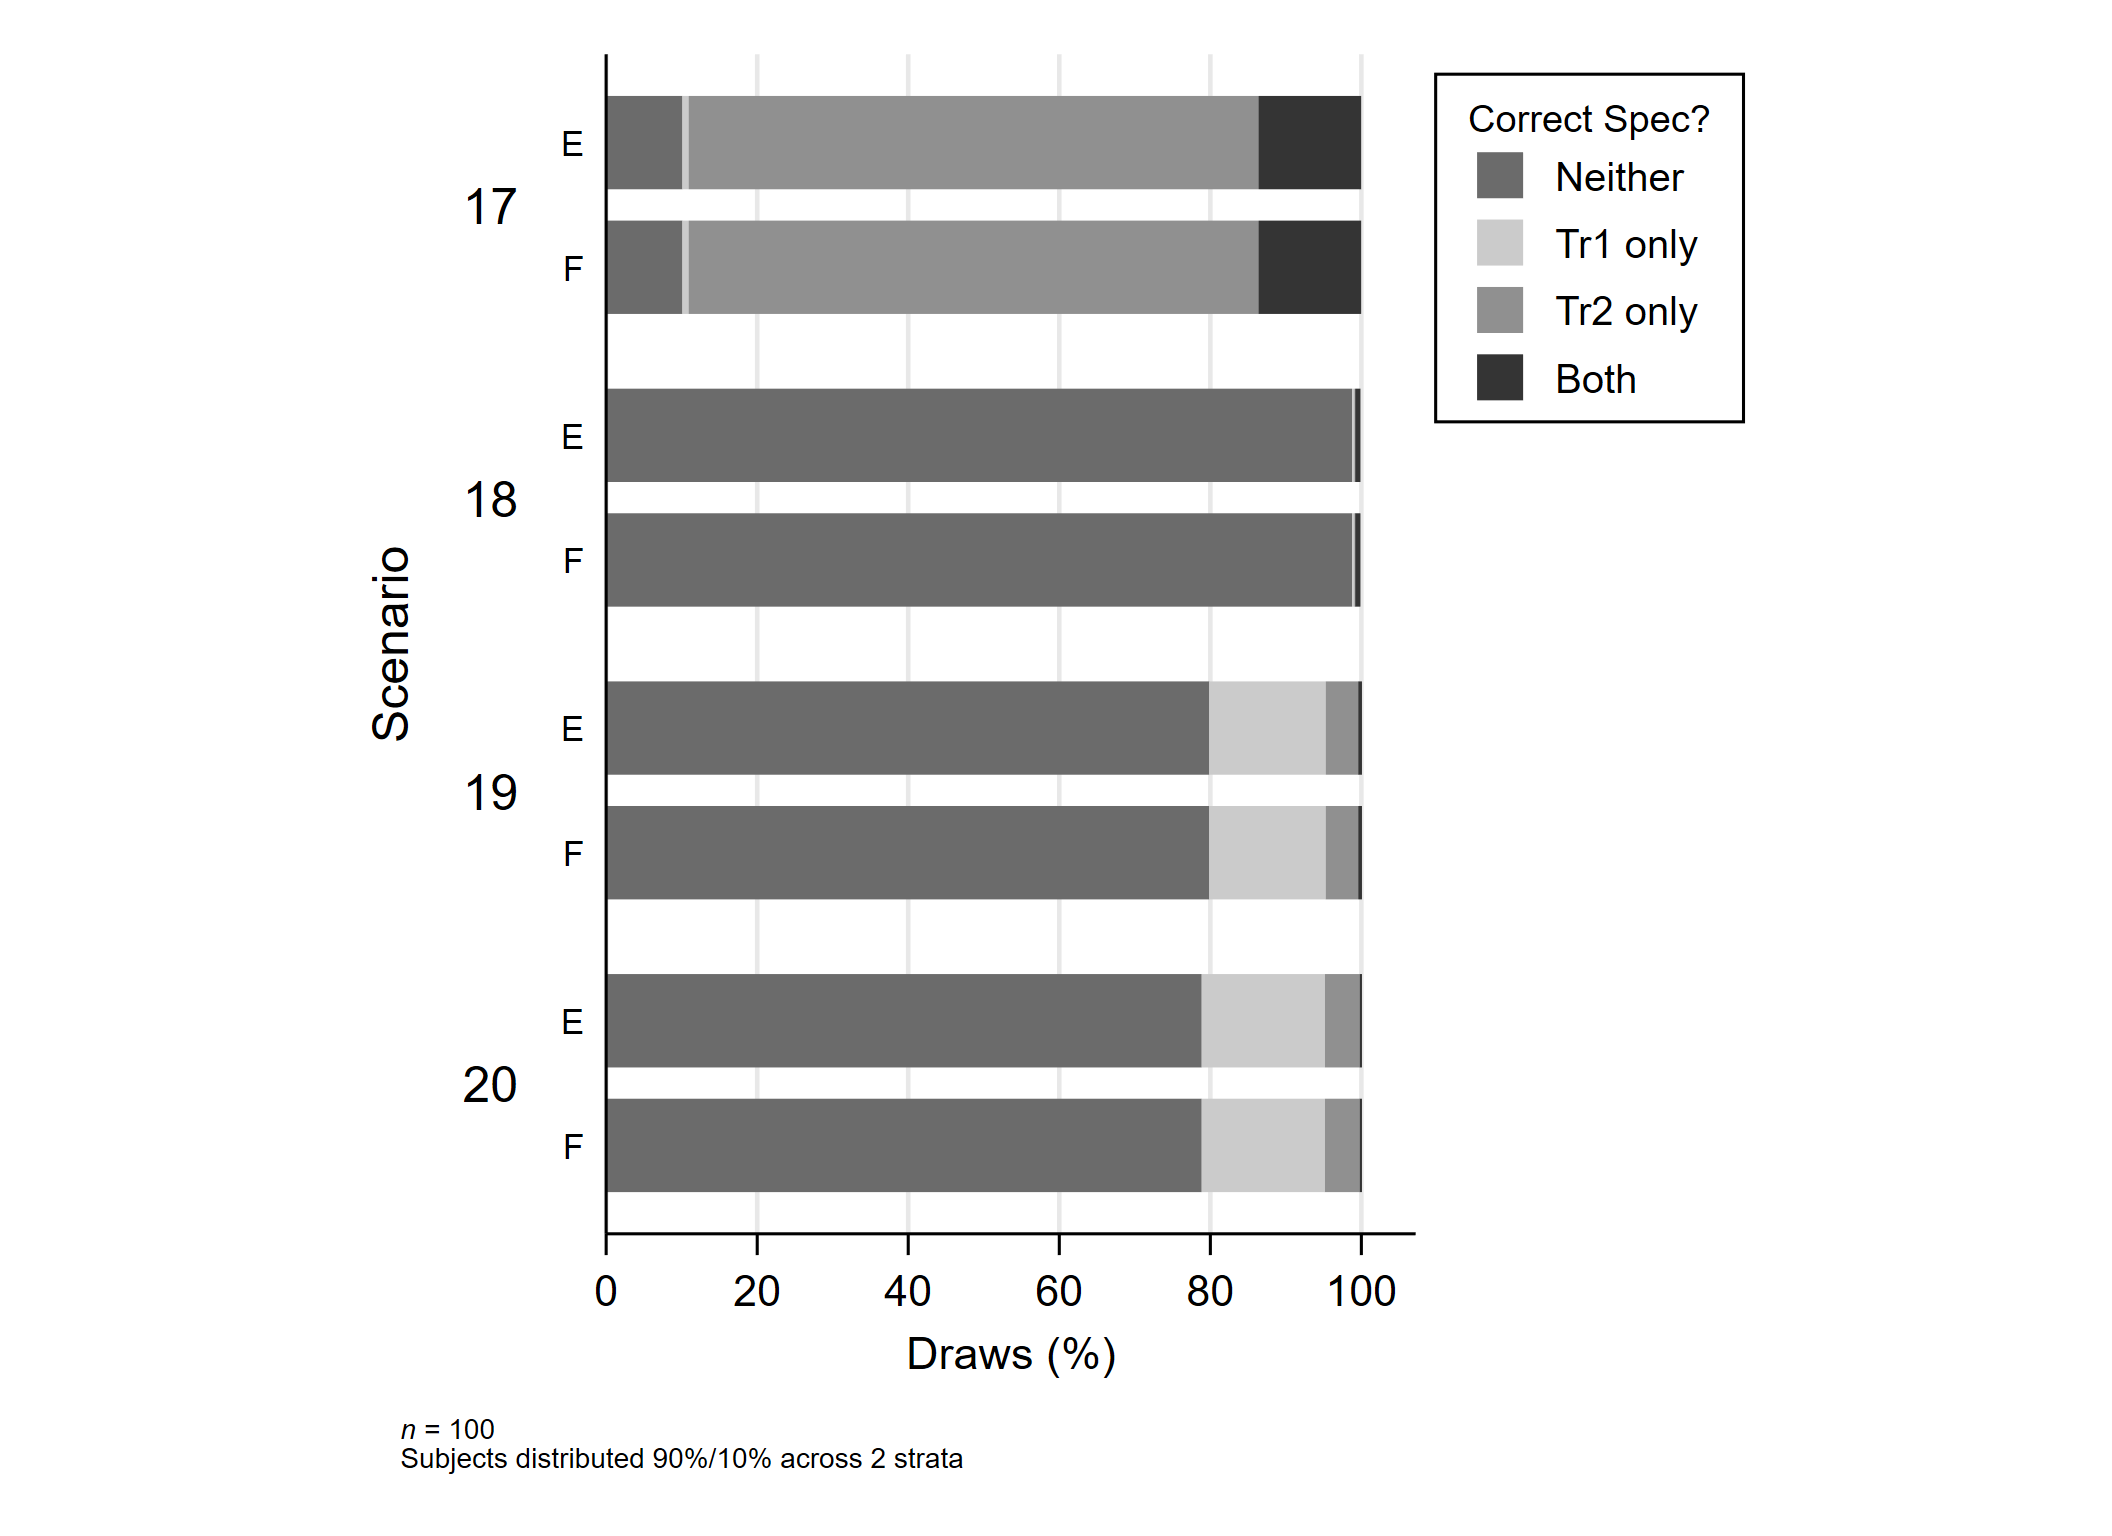 Correct Spec?
Neither
Tr1 only
Tr2 only
Both
Scenario
17
E
F
18
E
F
19
E
F
20
E
F
0 20 40 60 80 100
Draws (%)
n = 100
Subjects distributed 90%/10% across 2 strata